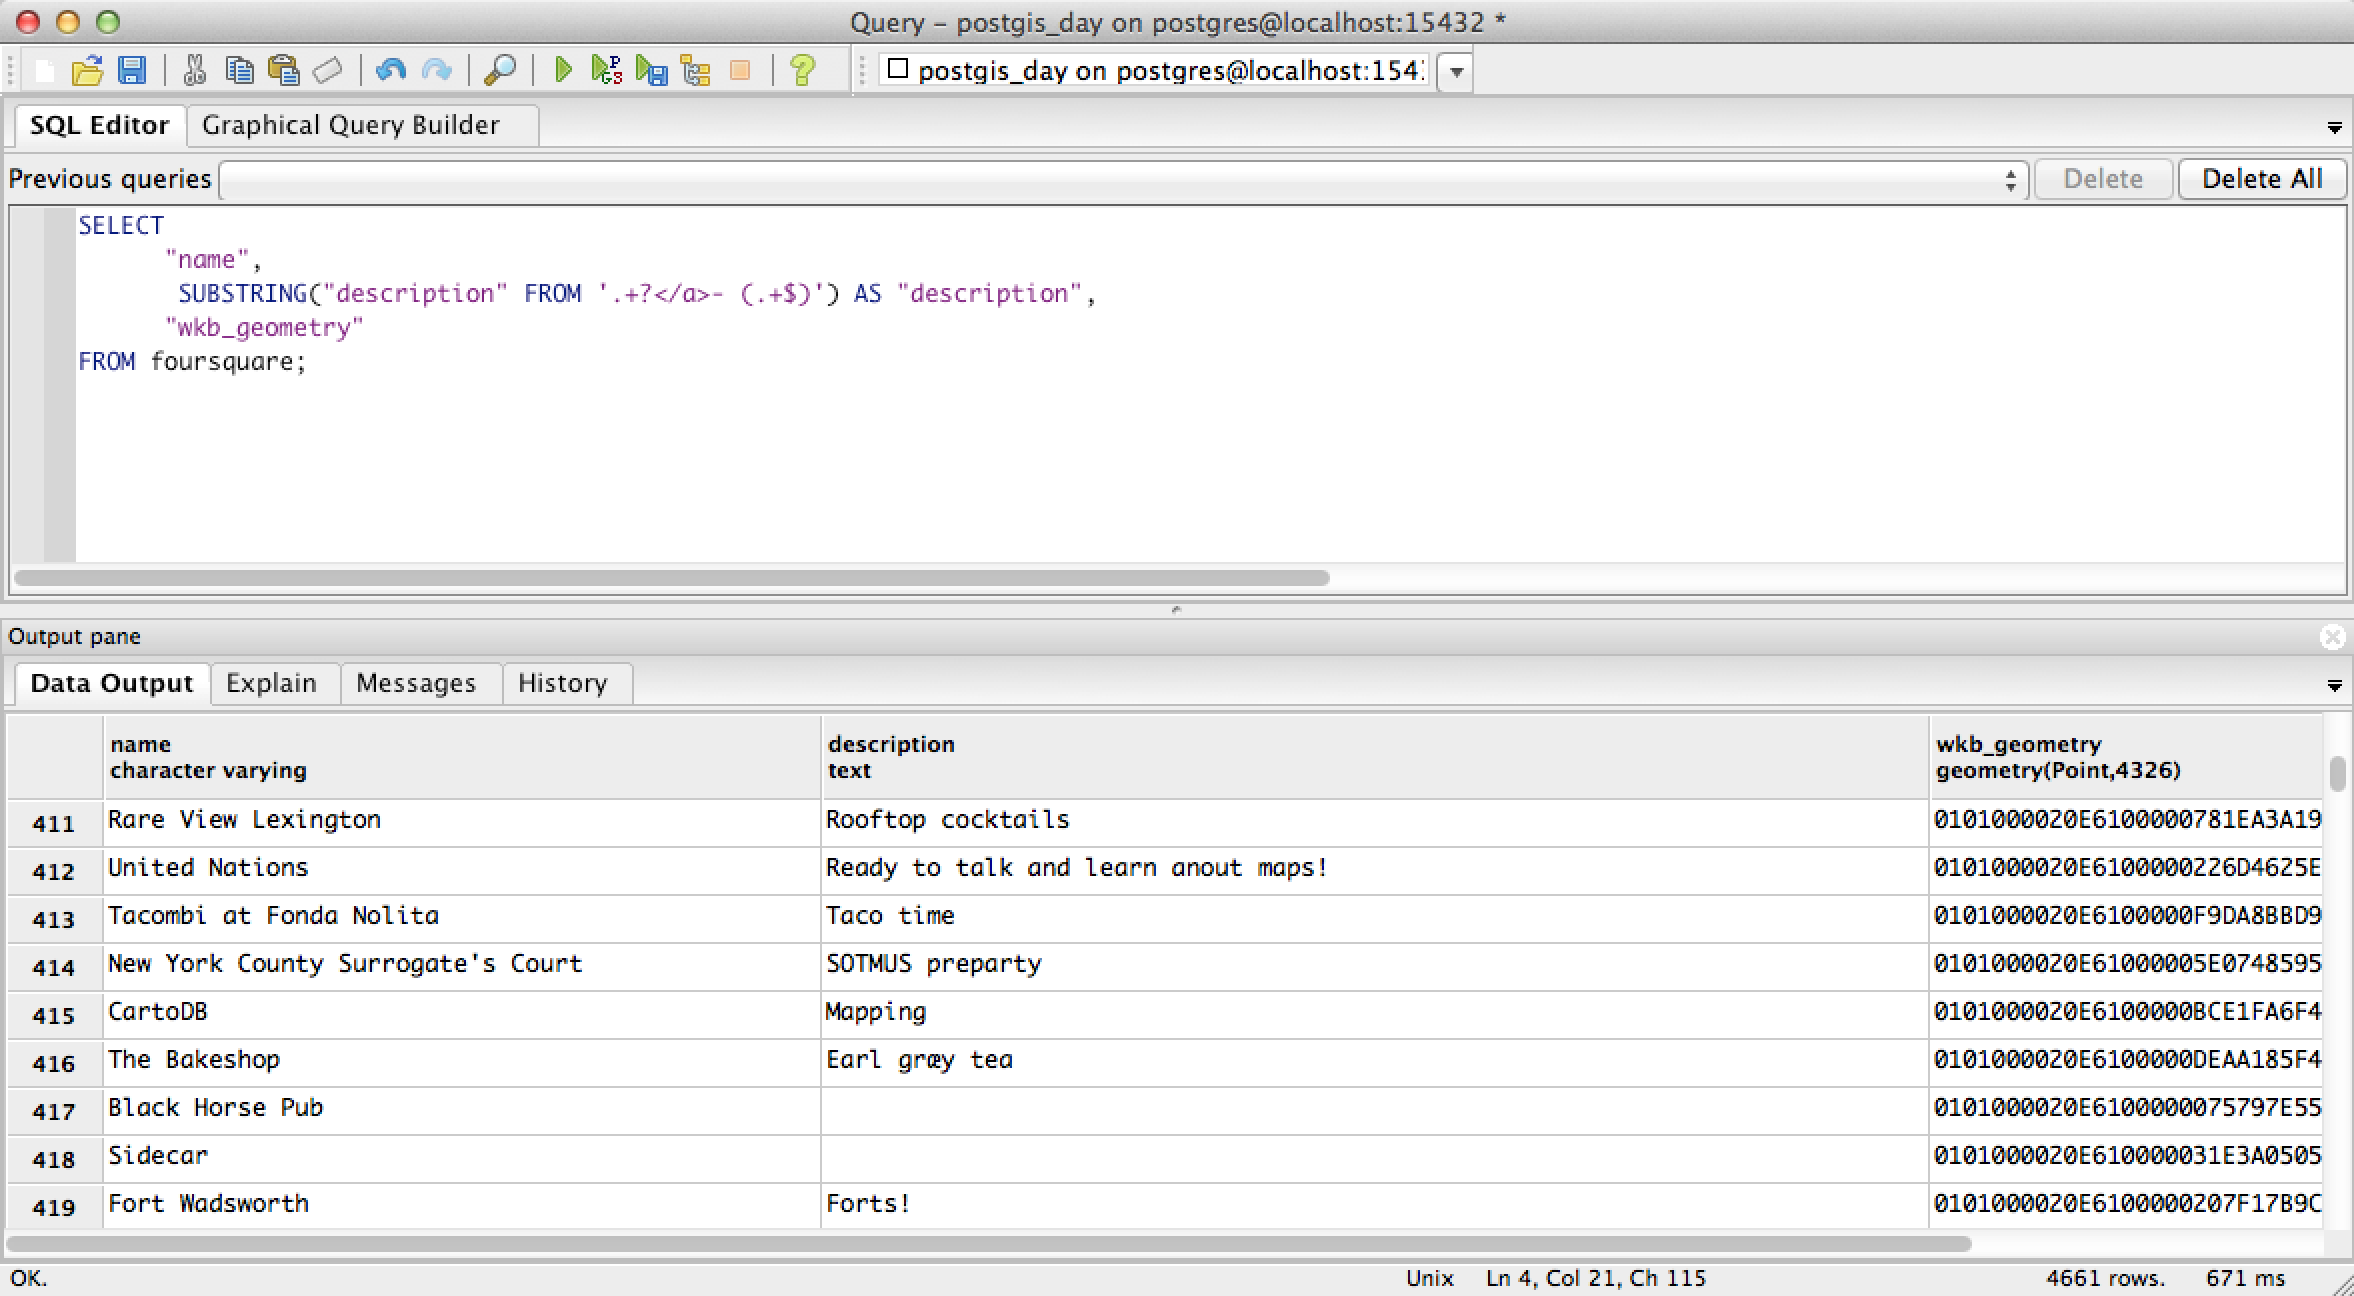 Query – postgis_day on postgres@localhost:15432 *
postgis_day on postgres@localhost:1543
SQL Editor Graphical Query Builder
Previous queries Delete Delete All
SELECT
"name",
SUBSTRING("description" FROM '.+?</a>- (.+$)') AS "description",
"wkb_geometry"
FROM foursquare;
Output pane
Data Output Explain Messages History
name description wkb_geometry
character varying text geometry(Point,4326)
411 Rare View Lexington Rooftop cocktails 0101000020E6100000781EA3A19
412 United Nations Ready to talk and learn anout maps! 0101000020E6100000226D4625E
413 Tacombi at Fonda Nolita Taco time 0101000020E6100000F9DA8BBD9
414 New York County Surrogate's Court SOTMUS preparty 0101000020E61000005E0748595
415 CartoDB Mapping 0101000020E6100000BCE1FA6F4
416 The Bakeshop Earl græy tea 0101000020E6100000DEAA185F4
417 Black Horse Pub 0101000020E6100000075797E55
418 Sidecar 0101000020E610000031E3A0505
419 Fort Wadsworth Forts! 0101000020E6100000207F17B9C
OK. Unix Ln 4, Col 21, Ch 115 4661 rows. 671 ms